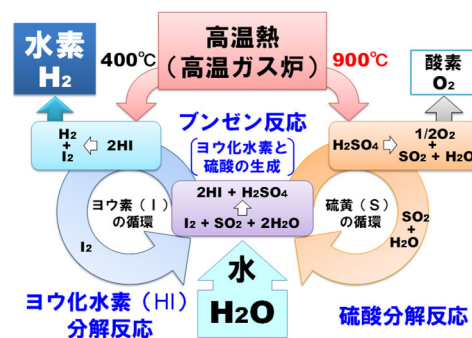 水素
H2
400℃
高温熱
(高温ガス炉)
900℃
酸素
O2
H2
+
I2
2HI
ブンゼン反応
ヨウ化水素と
硫酸の生成
H2SO4
1/2O2
+
SO2 + H2O
ヨウ素(I)
の循環
2HI + H2SO4
I2 + SO2 + 2H2O
硫黄(S)
の循環
I2
SO2
+
H2O
水
H2O
ヨウ化水素(HI)
分解反応
硫酸分解反応